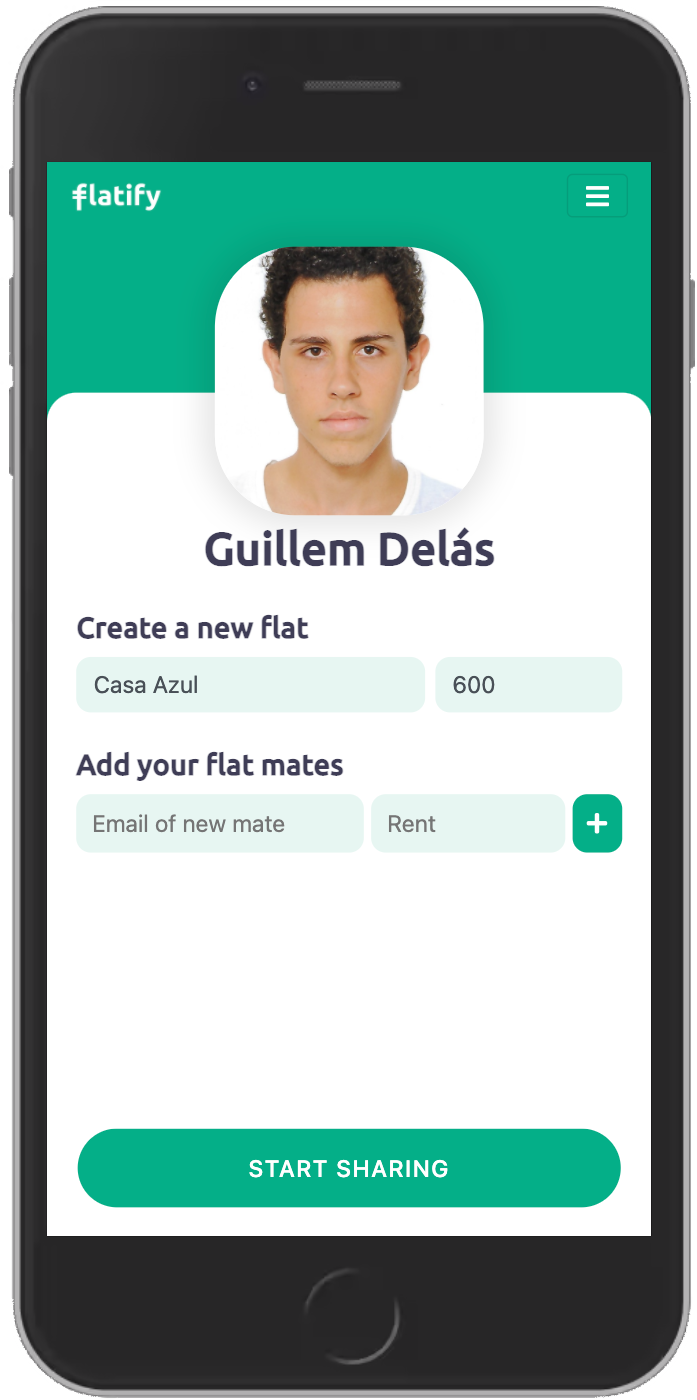 flatify
Guillem Delás
Create a new flat
Casa Azul 600
Add your flat mates
Email of new mate Rent +
START SHARING